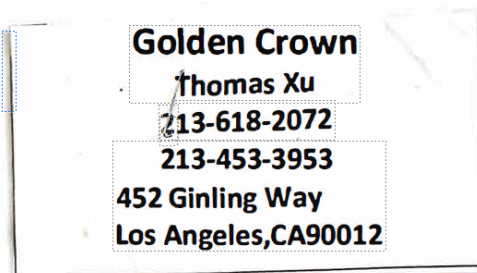 Golden Crown
Thomas Xu
213-618-2072
213-453-3953
452 Ginling Way
Los Angeles,CA90012